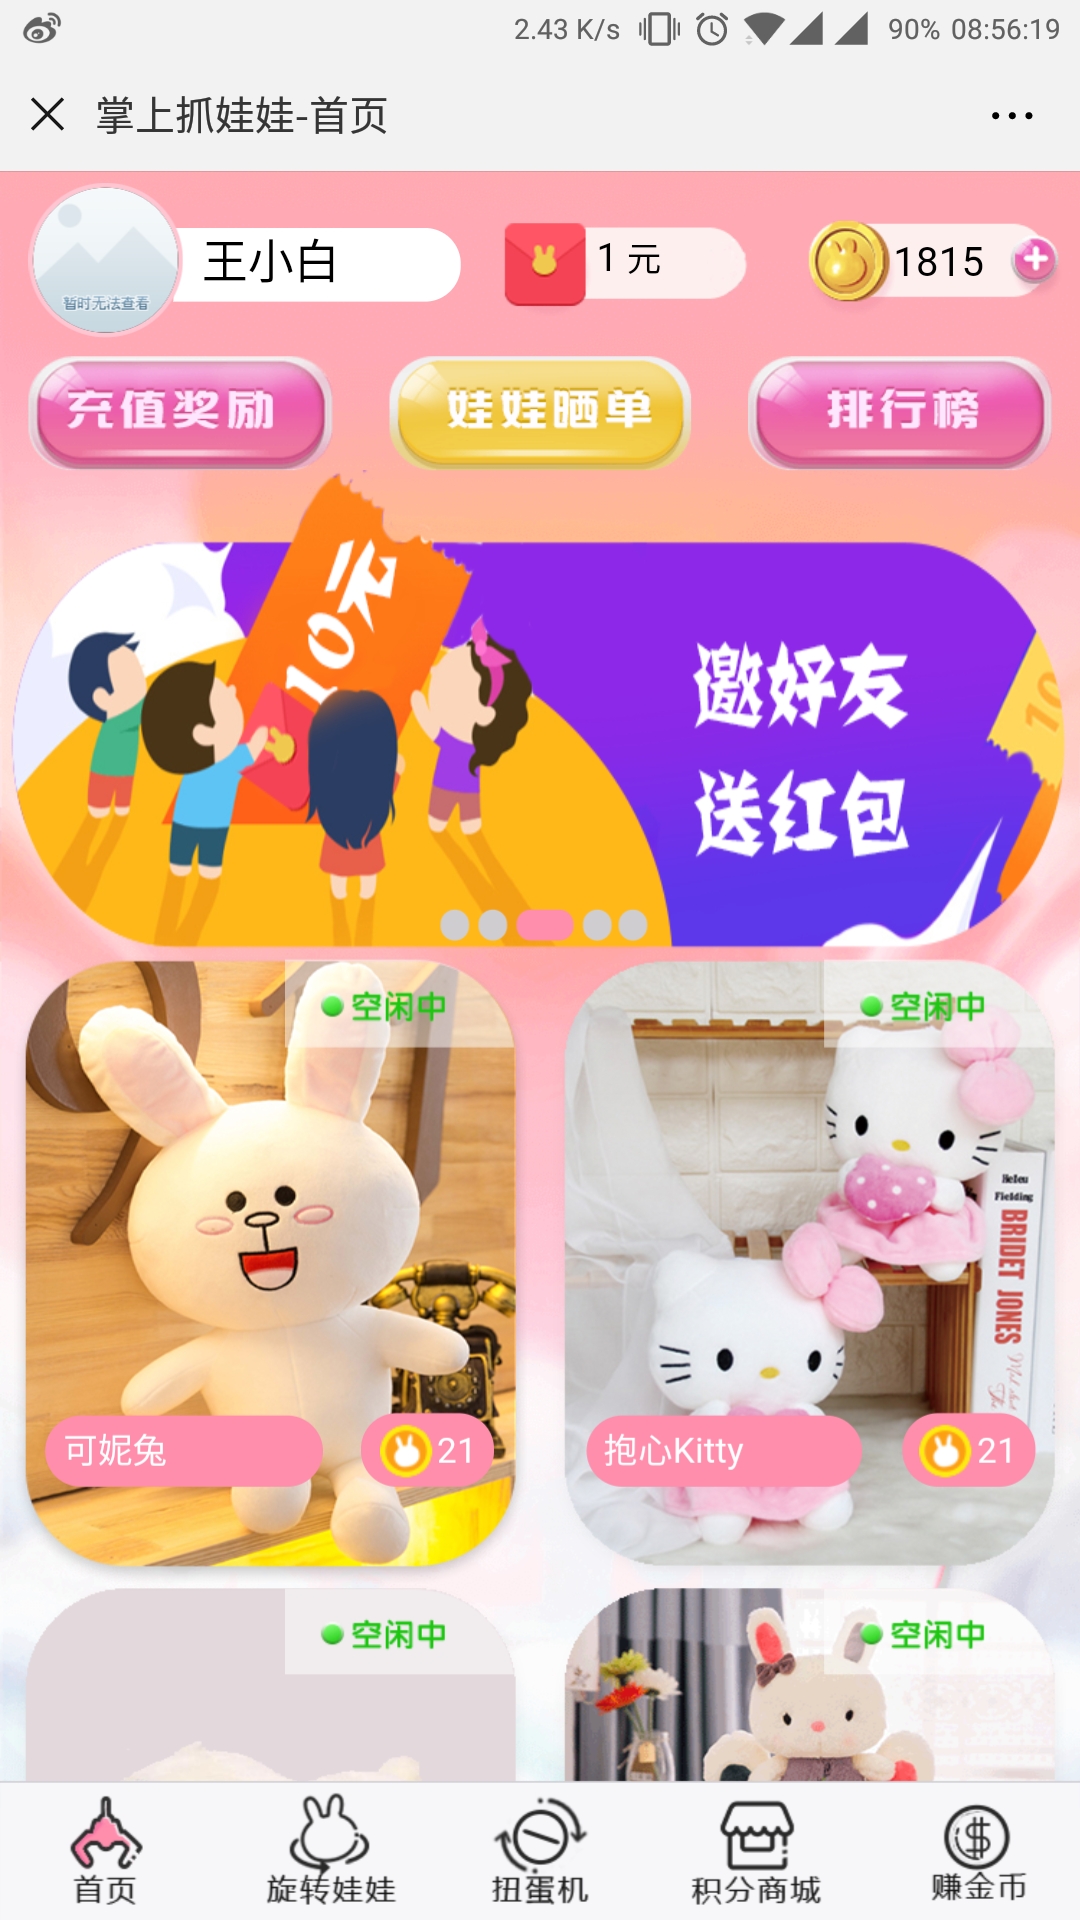 2.43 K/s 90% 08:56:19
掌上抓娃娃-首页
暂时无法查看
王小白
1 元
1815
充值奖励
娃娃晒单
排行榜
10元
邀好友
送红包
10
空闲中
空闲中
Helen
Fielding
BRIDET JONES
可妮兔
21
抱心Kitty
21
空闲中
空闲中
首页
旋转娃娃
扭蛋机
积分商城
赚金币